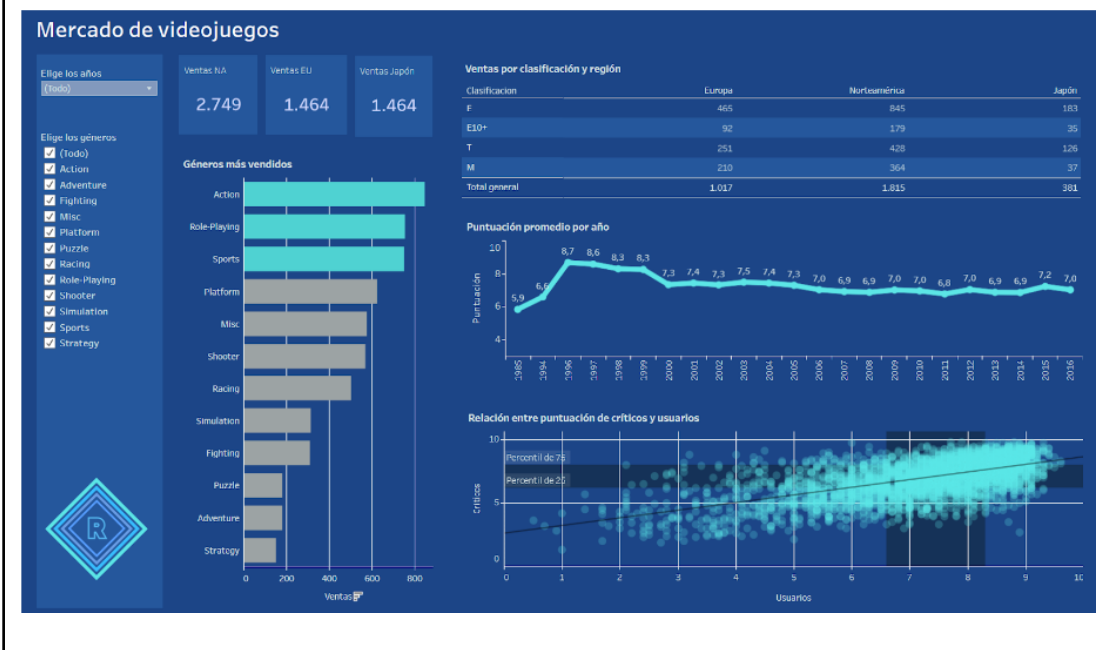 Mercado de videojuegos
Elige los años
(Todo)
Elige los géneros
(Todo)
Action
Adventure
Fighting
Misc
Platform
Puzzle
Racing
Role-Playing
Shooter
Simulation
Sports
Strategy
R
Ventas NA
2.749
Ventas EU
1.464
Ventas Japón
1.464
Géneros más vendidos
Action
Role-Playing
Sports
Platform
Misc
Shooter
Racing
Simulation
Fighting
Puzzle
Adventure
Strategy
0 200 400 600 800
Ventas
Ventas por clasificación y región
Clasificacion Europa Norteamérica Japón
E 465 845 183
E10+ 92 179 35
T 251 428 126
M 210 364 37
Total general 1.017 1.815 381
Puntuación promedio por año
Puntuación
10
8
6
4
5,9 6,6 8,7 8,6 8,3 8,3 7,3 7,4 7,3 7,5 7,4 7,3 7,0 6,9 6,9 7,0 7,0 6,8 7,0 6,9 6,9 7,2 7,0
1985 1994 1996 1997 1998 1999 2000 2001 2002 2003 2004 2005 2006 2007 2008 2009 2010 2011 2012 2013 2014 2015 2016
Relación entre puntuación de críticos y usuarios
Críticos
10
5
0
Percentil de 75
Percentil de 25
0 1 2 3 4 5 6 7 8 9 10
Usuarios